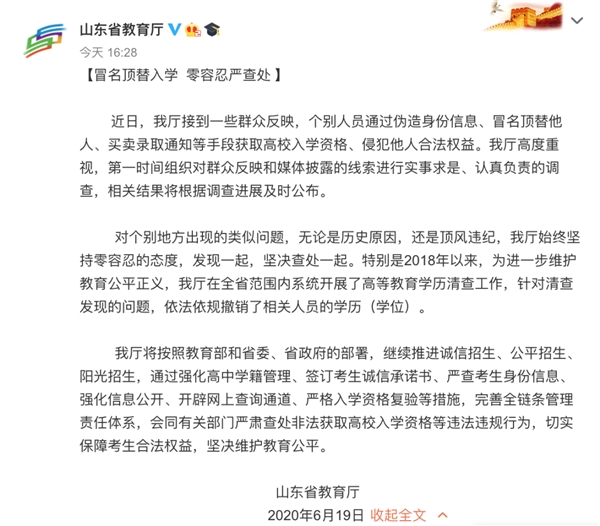 山东省教育厅
今天 16:28
【冒名顶替入学 零容忍严查处 】
近日，我厅接到一些群众反映，个别人员通过伪造身份信息、冒名顶替他
人、买卖录取通知等手段获取高校入学资格、侵犯他人合法权益。我厅高度重
视，第一时间组织对群众反映和媒体披露的线索进行实事求是、认真负责的调
查，相关结果将根据调查进展及时公布。
对个别地方出现的类似问题，无论是历史原因，还是顶风违纪，我厅始终坚
持零容忍的态度，发现一起，坚决查处一起。特别是2018年以来，为进一步维护
教育公平正义，我厅在全省范围内系统开展了高等教育学历清查工作，针对清查
发现的问题，依法依规撤销了相关人员的学历（学位）。
我厅将按照教育部和省委、省政府的部署，继续推进诚信招生、公平招生、
阳光招生，通过强化高中学籍管理、签订考生诚信承诺书、严查考生身份信息、
强化信息公开、开辟网上查询通道、严格入学资格复验等措施，完善全链条管理
责任体系，会同有关部门严肃查处非法获取高校入学资格等违法违规行为，切实
保障考生合法权益，坚决维护教育公平。
山东省教育厅
2020年6月19日 收起全文